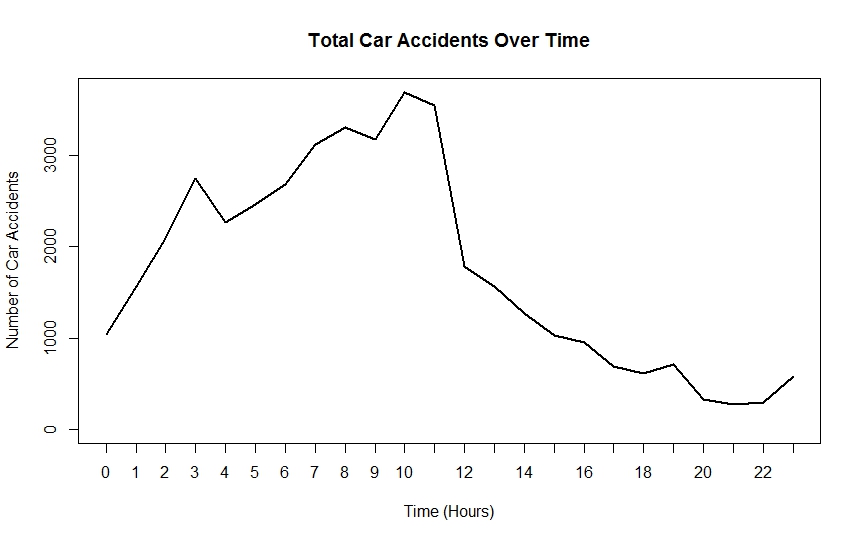 Total Car Accidents Over Time
Number of Car Accidents
3000
2000
1000
0
0 1 2 3 4 5 6 7 8 9 10 12 14 16 18 20 22
Time (Hours)